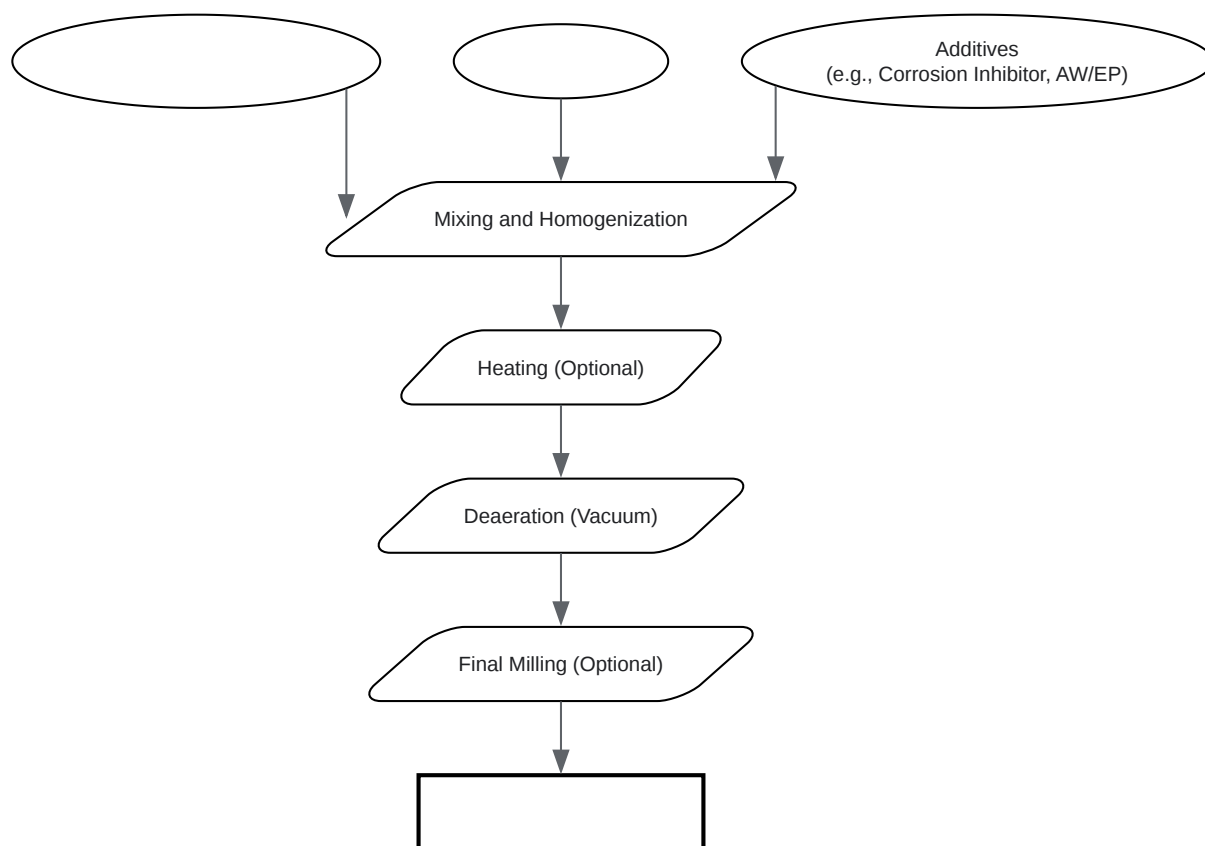 Additives
(e.g., Corrosion Inhibitor, AW/EP)
Mixing and Homogenization
Heating (Optional)
Deaeration (Vacuum)
Final Milling (Optional)